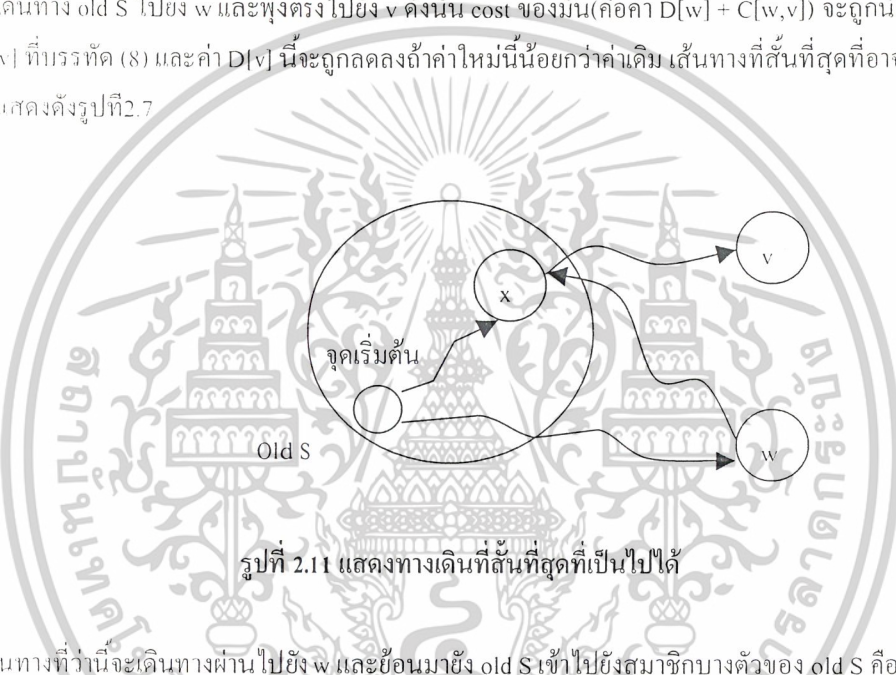 เดินทาง old S ไปยัง w และพุ่งตรงไปยัง v ดังนั้น cost ของมัน(คือค่า D[w] + C[w,v]) จะถูกน
v] ที่บรรทัด (8) และค่า D[v] นี้จะถูกลดลงถ้าค่าใหม่นี้น้อยกว่าค่าเดิม เส้นทางที่สั้นที่สุดที่อาจ
แสดงดังรูปที่2.7
v
x
จุดเริ่มต้น
Old S
w
รูปที่ 2.11 แสดงทางเดินที่สั้นที่สุดที่เป็นไปได้
นทางที่ว่านี้จะเดินทางผ่านไปยัง w และย้อนมายัง old S เข้าไปยังสมาชิกบางตัวของ old S คือ